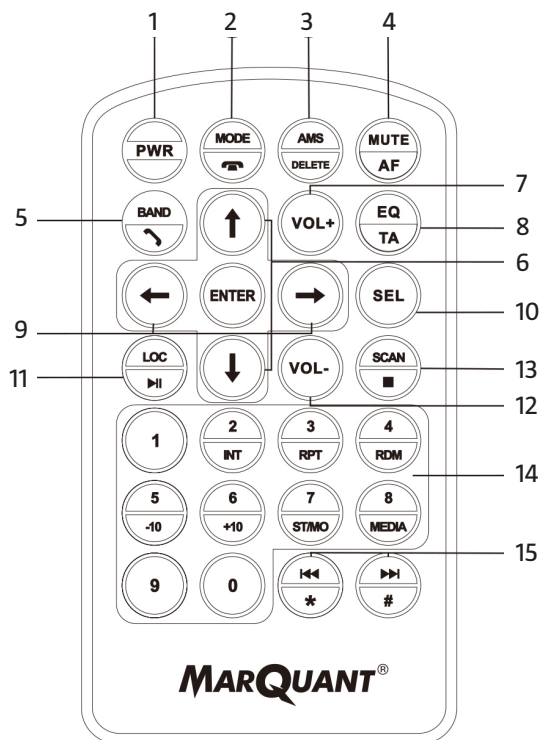 1 2 3 4
PWR MODE AMS DELETE MUTE AF
7
5 BAND VOL+ EQ TA 8
6
ENTER SEL
9 10
11 LOC VOL- SCAN 13
12
1 2 INT 3 RPT 4 RDM
14
5 -10 6 +10 7 ST/MO 8 MEDIA
15
9 0 * #
MARQUANT®